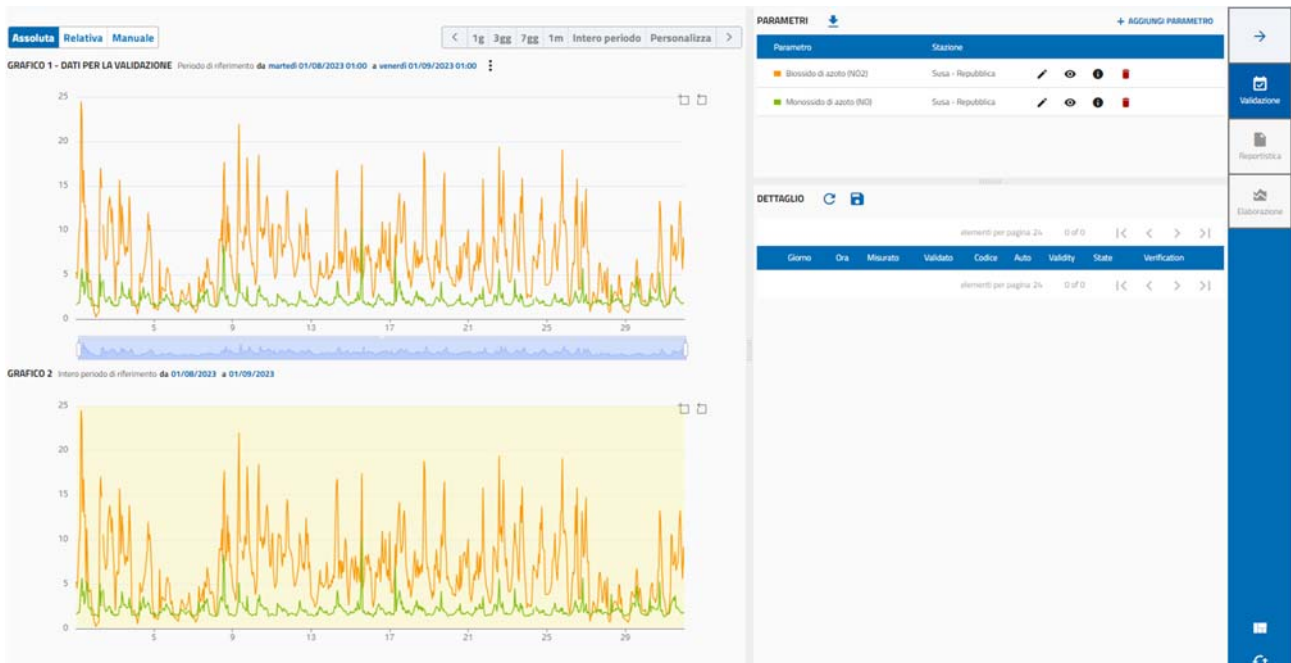 Assoluta Relativa Manuale
< 1g 3gg 7gg 1m Intero periodo Personalizza >
GRAFICO 1 - DATI PER LA VALIDAZIONE Periodo di riferimento da martedì 01/08/2023 01:00 a venerdì 01/09/2023 01:00
25
20
15
10
5
0
5 9 13 17 21 25 29
GRAFICO 2 Intero periodo di riferimento da 01/08/2023 a 01/09/2023
25
20
15
10
5
0
5 9 13 17 21 25 29
PARAMETRI
+ AGGIUNGI PARAMETRO
Parametro Stazione
Biossido di azoto (NO2) Susa - Repubblica
Monossido di azoto (NO) Susa - Repubblica
DETTAGLIO
elementi per pagina 24 0 of 0
Giorno Ora Misurato Validato Codice Auto Validity State Verification
elementi per pagina 24 0 of 0
Validazione
Reportistica
Elaborazione